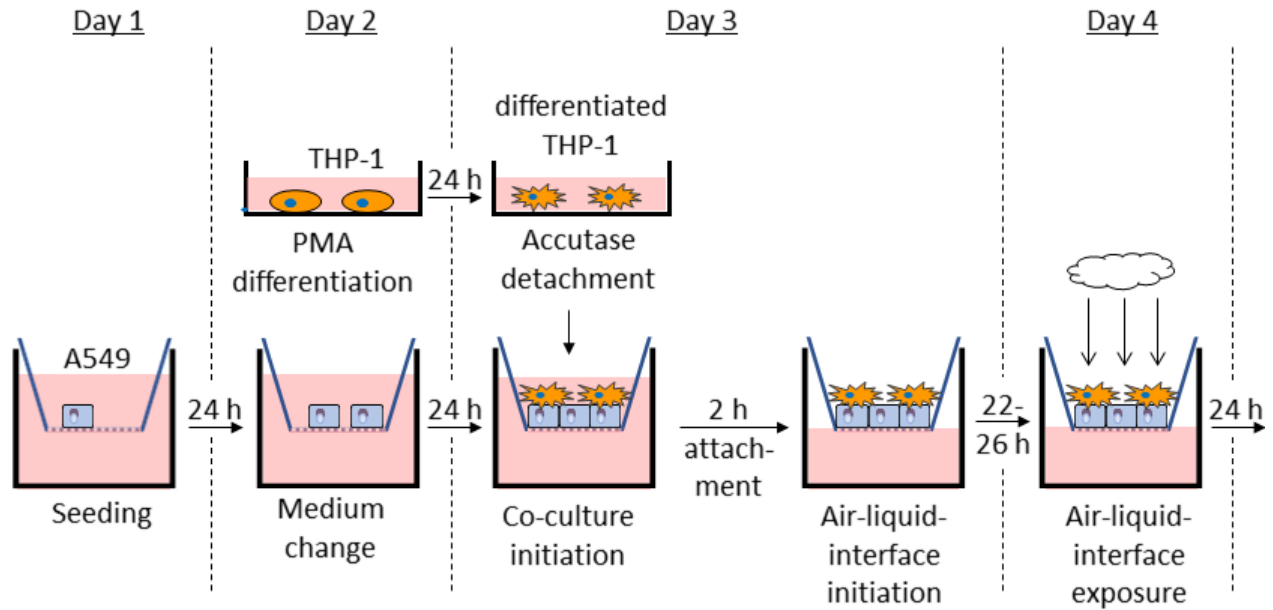 Day 1
Day 2
Day 3
Day 4
THP-1
24 h
differentiated
THP-1
PMA
differentiation
Accutase
detachment
A549
24 h
24 h
2 h
attach-
ment
22-
26 h
24 h
Seeding
Medium
change
Co-culture
initiation
Air-liquid-
interface
initiation
Air-liquid-
interface
exposure